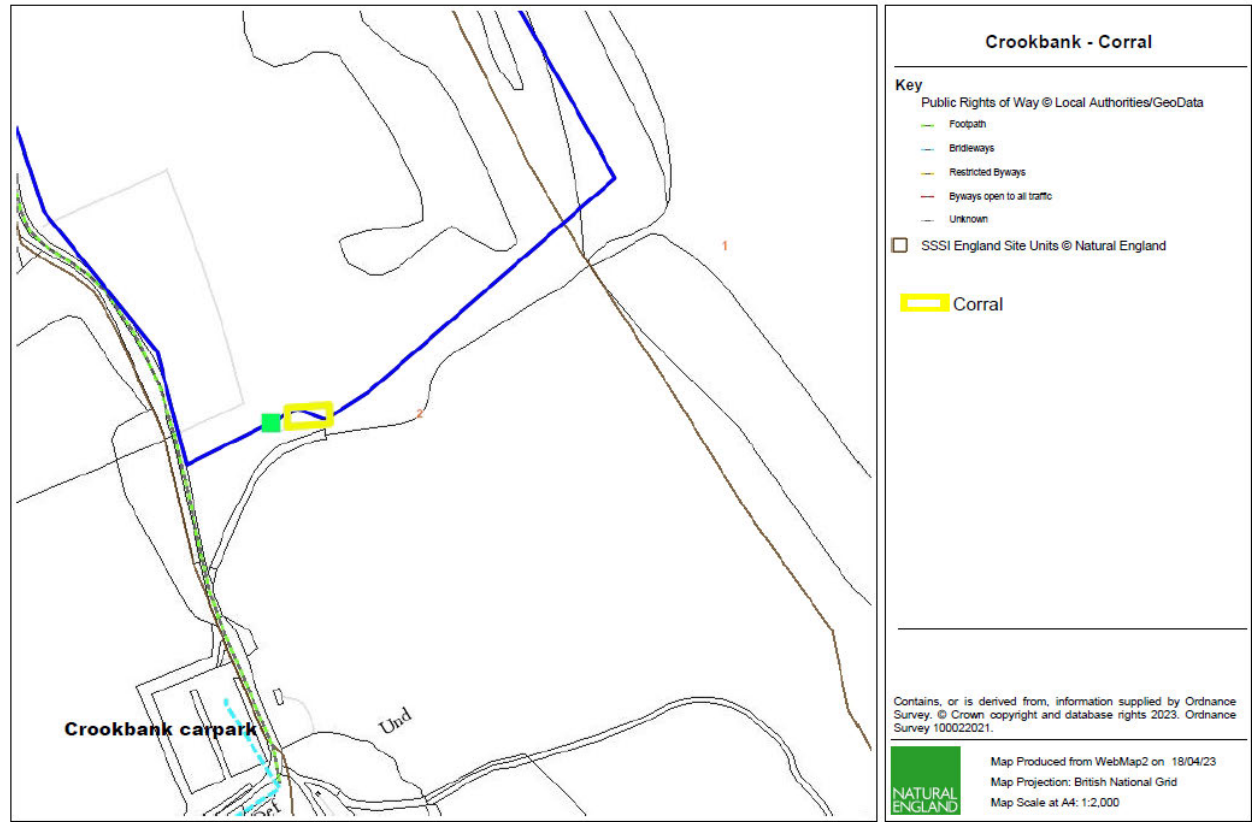 1
2
Und
Crookbank carpark
Def
Crookbank - Corral
Key
Public Rights of Way © Local Authorities/GeoData
Footpath
Bridleways
Restricted Byways
Byways open to all traffic
Unknown
SSSI England Site Units © Natural England
Corral
Contains, or is derived from, information supplied by Ordnance
Survey. © Crown copyright and database rights 2023. Ordnance
Survey 100022021.
NATURAL
ENGLAND
Map Produced from WebMap2 on 18/04/23
Map Projection: British National Grid
Map Scale at A4: 1:2,000